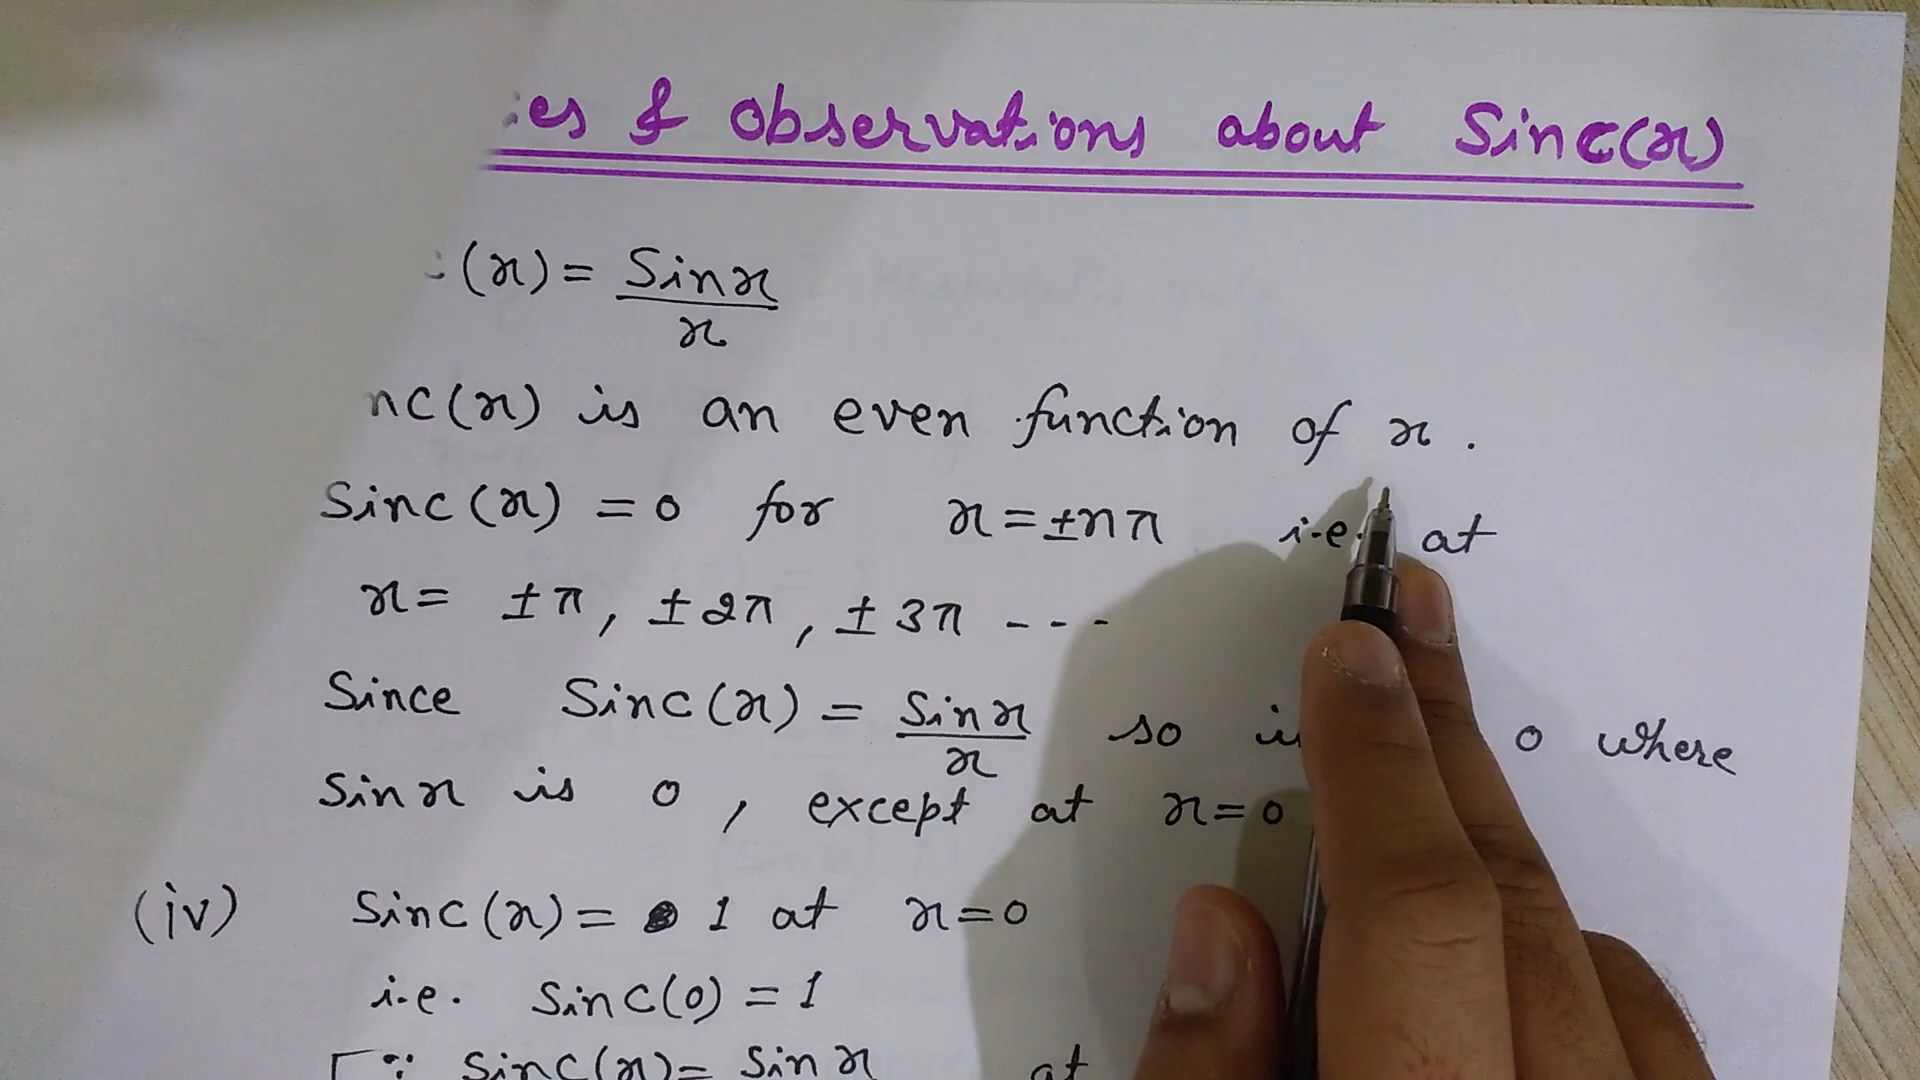 & observations about Sinc(x)
(x) = Sinx / x
nc(x) is an even function of x.
Sinc(x) = 0 for x = ±nπ i.e. at
x = ±π, ±2π, ±3π ---
Since Sinc(x) = Sinx / x so 0 where
Sinx is 0, except at x=0
(iv) Sinc(x) = 1 at x=0
i.e. Sinc(0) = 1
[∵ Sinc(x) = Sinx at